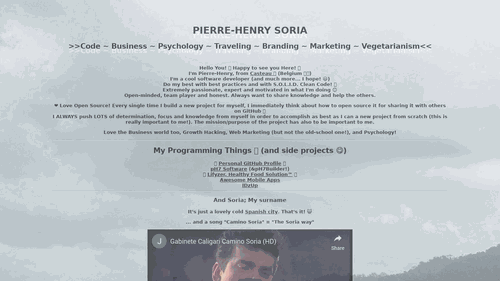 PIERRE-HENRY SORIA
>>Code ~ Business ~ Psychology ~ Traveling ~ Branding ~ Marketing ~ Vegetarianism<<
Hello You! Happy to see you Here!
I'm Pierre-Henry, from Casteau (Belgium)
I'm a cool software developer (and much more... I hope! 😋)
Do my best with best practices and with S.O.L.I.D. Clean Code!
Extremely passionate, expert and motivated in what I'm doing 😊
Open-minded, team player and honest. Always want to share knowledge and help the others.
❤ Love Open Source! Every single time I build a new project for myself, I immediately think about how to open source it for sharing it with others
on GitHub
I ALWAYS push LOTS of determination, focus and knowledge from myself in order to accomplish as best as I can a new project from scratch (this is
really important to me!). The mission/purpose of the project has also to be important to me.
Love the Business world too, Growth Hacking, Web Marketing (but not the old-school one!), and Psychology!
My Programming Things (and side projects 😋)
Personal GitHub Profile
pH7 Software (ApH7Builder!)
Lifyzer, Healthy Food Solution™
Awesome Mobile Apps
BizUp
And Soria; My surname
It's just a lovely cold Spanish city. That's it! 😀
... and a song "Camino Soria" = "The Soria way"
J Gabinete Caligari Camino Soria (HD)
Share